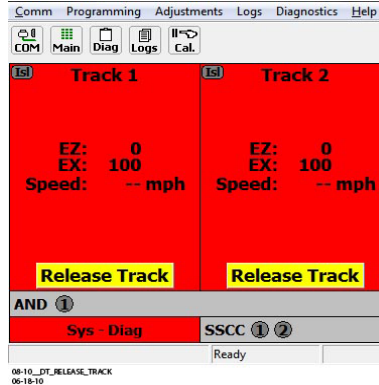 Comm Programming Adjustments Logs Diagnostics Help
COM Main Diag Logs Cal.
Isl Track 1 Isl Track 2
EZ: 0 EZ: 0
EX: 100 EX: 100
Speed: -- mph Speed: -- mph
Release Track Release Track
AND 1
Sys - Diag SSCC 1 2
Ready
08-10__DT_RELEASE_TRACK
06-18-10